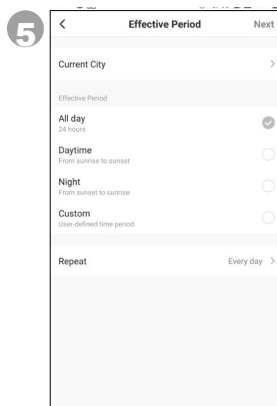 5
Effective Period
Next
Current City
Effective Period
All day
24 hours
Daytime
From sunrise to sunset
Night
From sunset to sunrise
Custom
User-defined time period
Repeat
Every day